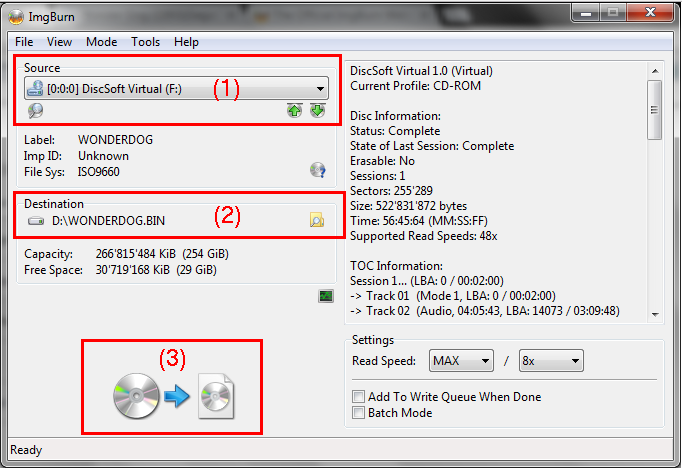 ImgBurn
File View Mode Tools Help
Source
[0:0:0] DiscSoft Virtual (F:)
(1)
Label: WONDERDOG
Imp ID: Unknown
File Sys: ISO9660
Destination
D:\WONDERDOG.BIN
(2)
Capacity: 266'815'484 KiB (254 GiB)
Free Space: 30'719'168 KiB (29 GiB)
(3)
DiscSoft Virtual 1.0 (Virtual)
Current Profile: CD-ROM
Disc Information:
Status: Complete
State of Last Session: Complete
Erasable: No
Sessions: 1
Sectors: 255'289
Size: 522'831'872 bytes
Time: 56:45:64 (MM:SS:FF)
Supported Read Speeds: 48x
TOC Information:
Session 1... (LBA: 0 / 00:02:00)
-> Track 01 (Mode 1, LBA: 0 / 00:02:00)
-> Track 02 (Audio, 04:05:43, LBA: 14073 / 03:09:48)
Settings
Read Speed: MAX / 8x
Add To Write Queue When Done
Batch Mode
Ready